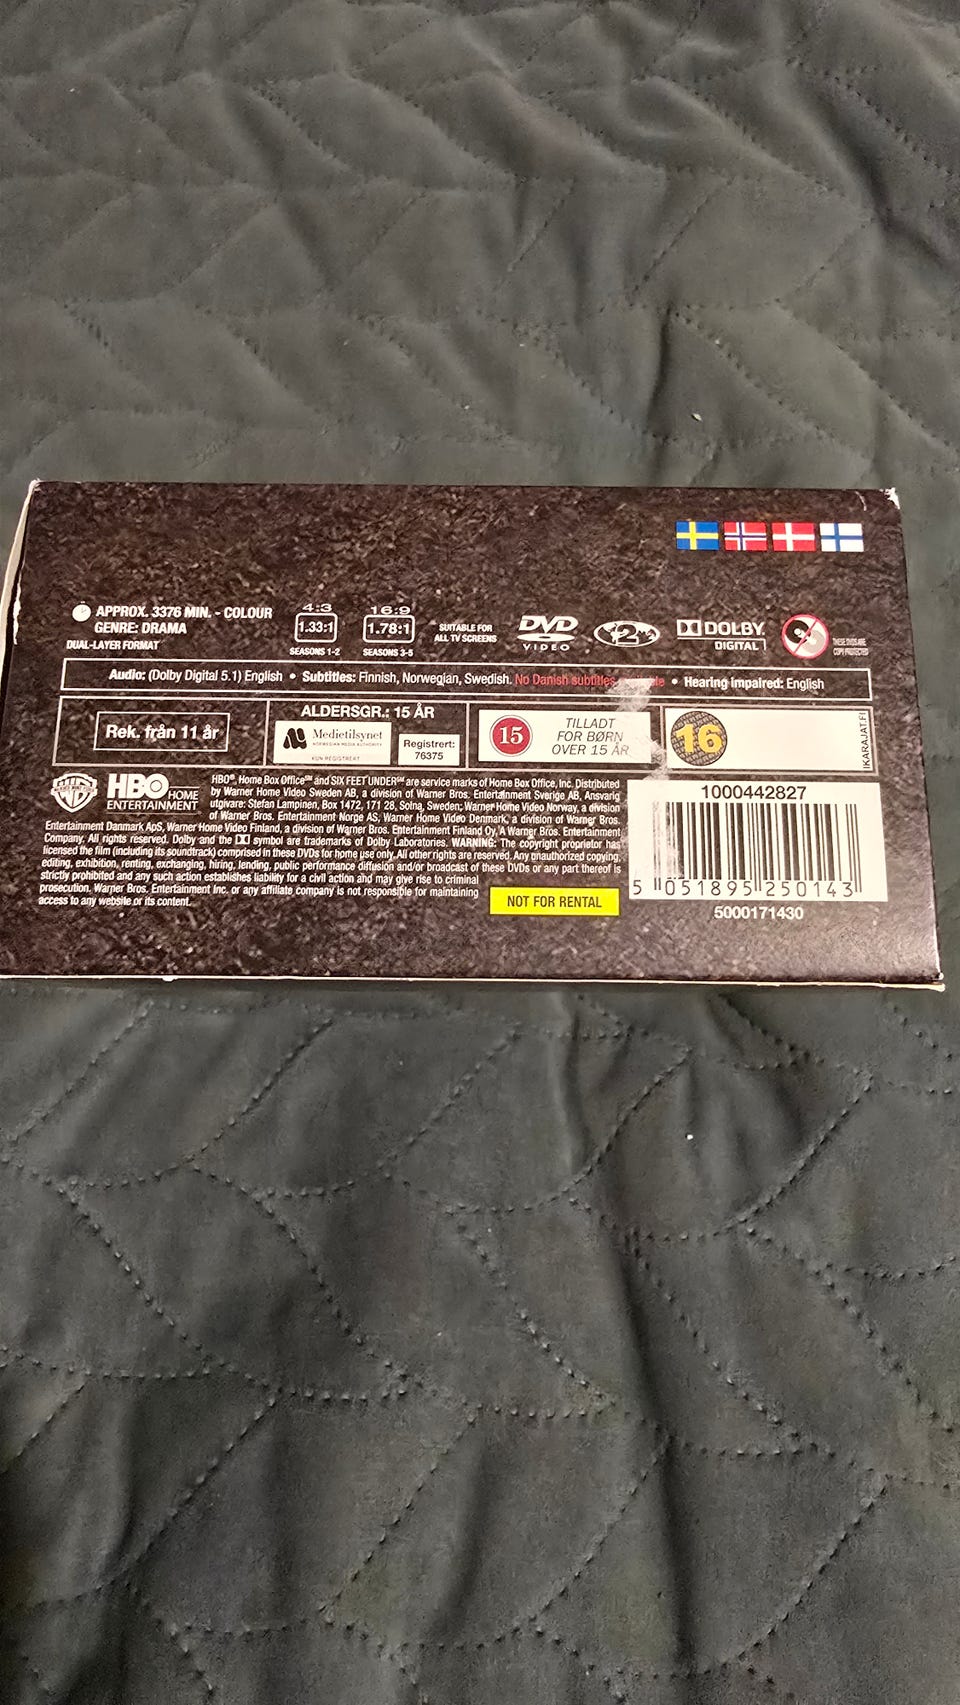 APPROX. 3376 MIN. - COLOUR
GENRE: DRAMA
DUAL-LAYER FORMAT
4:3
1.33:1
SEASONS 1-2
16:9
1.78:1
SEASONS 3-5
SUITABLE FOR
ALL TV SCREENS
DVD
VIDEO
2
DOLBY
DIGITAL
THESE DVDS ARE
COPY PROTECTED
Audio: (Dolby Digital 5.1) English • Subtitles: Finnish, Norwegian, Swedish. No Danish subtitles • Hearing impaired: English
Rek. från 11 år
ALDERSGR.: 15 ÅR
Medietilsynet
NORWEGIAN MEDIA AUTHORITY
KUN REGISTRERT
Registrert:
76375
15
TILLADT
FOR BØRN
OVER 15 ÅR
16
IKARAJAT.FI
WB
HBO HOME
ENTERTAINMENT
HBO®, Home Box Office℠ and SIX FEET UNDER℠ are service marks of Home Box Office, Inc. Distributed
by Warner Home Video Sweden AB, a division of Warner Bros. Entertainment Sverige AB, Ansvarig
utgivare: Stefan Lampinen, Box 1472, 171 28, Solna, Sweden; Warner Home Video Norway, a division
of Warner Bros. Entertainment Norge AS, Warner Home Video Denmark, a division of Warner Bros.
Entertainment Danmark ApS, Warner Home Video Finland, a division of Warner Bros. Entertainment Finland Oy, A Warner Bros. Entertainment
Company. All rights reserved. Dolby and the symbol are trademarks of Dolby Laboratories. WARNING: The copyright proprietor has
licensed the film (including its soundtrack) comprised in these DVDs for home use only. All other rights are reserved. Any unauthorized copying,
editing, exhibition, renting, exchanging, hiring, lending, public performance diffusion and/or broadcast of these DVDs or any part thereof is
strictly prohibited and any such action establishes liability for a civil action and may give rise to criminal
prosecution. Warner Bros. Entertainment Inc. or any affiliate company is not responsible for maintaining
access to any website or its content.
NOT FOR RENTAL
1000442827
5 051895 250143
5000171430